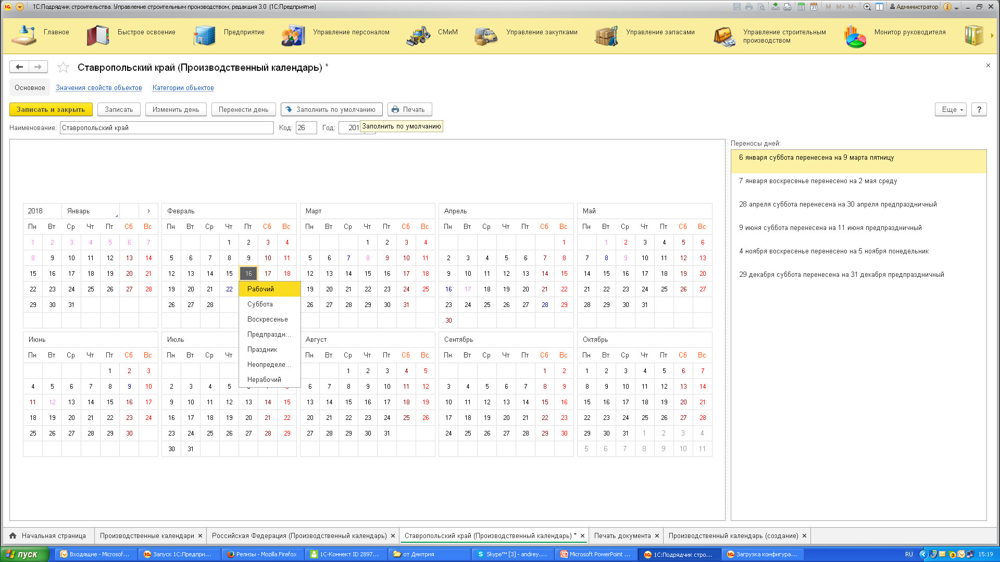 1С:Подрядчик строительства. Управление строительным производством, редакция 3.0 (1С:Предприятие)
M M+ M- Администратор
Главное Быстрое освоение Предприятие Управление персоналом СМиМ Управление закупками Управление запасами Управление строительным производством Монитор руководителя
Ставропольский край (Производственный календарь) *
Основное Значения свойств объектов Категории объектов
Записать и закрыть Записать Изменить день Перенести день Заполнить по умолчанию Печать Еще ?
Наименование: Ставропольский край Код: 26 Год: 201 Заполнить по умолчанию
Переносы дней:
6 января суббота перенесена на 9 марта пятницу
7 января воскресенье перенесено на 2 мая среду
28 апреля суббота перенесена на 30 апреля предпраздничный
9 июня суббота перенесена на 11 июня предпраздничный
4 ноября воскресенье перенесено на 5 ноября понедельник
29 декабря суббота перенесена на 31 декабря предпраздничный
2018 Январь > Февраль Март Апрель Май
Пн Вт Ср Чт Пт Сб Вс Пн Вт Ср Чт Пт Сб Вс Пн Вт Ср Чт Пт Сб Вс Пн Вт Ср Чт Пт Сб Вс Пн Вт Ср Чт Пт Сб Вс
1 2 3 4 5 6 7 1 2 3 4 1 2 3 4 1 1 2 3 4 5 6
8 9 10 11 12 13 14 5 6 7 8 9 10 11 5 6 7 8 9 10 11 2 3 4 5 6 7 8 7 8 9 10 11 12 13
15 16 17 18 19 20 21 12 13 14 15 16 17 18 12 13 14 15 16 17 18 9 10 11 12 13 14 15 14 15 16 17 18 19 20
22 23 24 25 26 27 28 19 20 21 22 19 20 21 22 23 24 25 16 17 18 19 20 21 22 21 22 23 24 25 26 27
29 30 31 26 27 28 26 27 28 29 30 31 23 24 25 26 27 28 29 28 29 30 31
30
Рабочий
Суббота
Воскресенье
Предпраздн...
Праздник
Неопределе...
Нерабочий
Июнь Июль Август Сентябрь Октябрь
Пн Вт Ср Чт Пт Сб Вс Пн Вт Ср Чт Пн Вт Ср Чт Пт Сб Вс Пн Вт Ср Чт Пт Сб Вс Пн Вт Ср Чт Пт Сб Вс
1 2 3 1 2 3 4 5 1 2 1 2 3 4 5 6 7
4 5 6 7 8 9 10 2 3 4 5 6 7 8 9 10 11 12 3 4 5 6 7 8 9 8 9 10 11 12 13 14
11 12 13 14 15 16 17 9 10 11 12 13 14 15 13 14 15 16 17 18 19 10 11 12 13 14 15 16 15 16 17 18 19 20 21
18 19 20 21 22 23 24 16 17 18 19 20 21 22 20 21 22 23 24 25 26 17 18 19 20 21 22 23 22 23 24 25 26 27 28
25 26 27 28 29 30 23 24 25 26 27 28 29 27 28 29 30 31 24 25 26 27 28 29 30 29 30 31 1 2 3 4
30 31 5 6 7 8 9 10 11
Начальная страница Производственные календари Российская Федерация (Производственный календарь) Ставропольский край (Производственный календарь) * Печать документа Производственный календарь (создание)
пуск Входящие - Microsof... Запуск 1С:Предпри... Релизы - Mozilla Firefox 1С-Коннект ID 2897... от Дмитрия Skype™ [3] - andrey.... Microsoft PowerPoint ... 1С:Подрядчик стро... Загрузка конфигура... RU 15:19